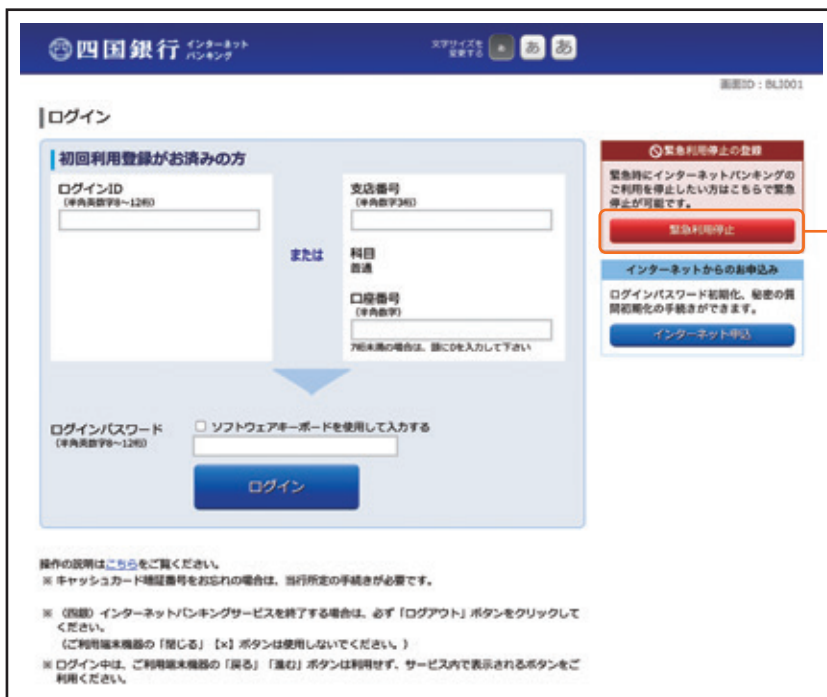 四国銀行 インターネット
バンキング
文字サイズを
変更する あ あ あ
画面ID：BLI001
ログイン
初回利用登録がお済みの方
ログインID
（半角英数字8～12桁）
または
支店番号
（半角数字3桁）
科目
普通
口座番号
（半角数字）
7桁未満の場合は、頭に0を入力して下さい
ログインパスワード
（半角英数字8～12桁）
ソフトウェアキーボードを使用して入力する
ログイン
緊急利用停止の登録
緊急時にインターネットバンキングの
ご利用を停止したい方はこちらで緊急
停止が可能です。
緊急利用停止
インターネットからのお申込み
ログインパスワード初期化、秘密の質
問初期化の手続きができます。
インターネット申込
操作の説明はこちらをご覧ください。
※ キャッシュカード暗証番号をお忘れの場合は、当行所定の手続きが必要です。
※ 〈四銀〉インターネットバンキングサービスを終了する場合は、必ず「ログアウト」ボタンをクリックして
ください。
（ご利用端末機器の「閉じる」【×】ボタンは使用しないでください。）
※ ログイン中は、ご利用端末機器の「戻る」「進む」ボタンは利用せず、サービス内で表示されるボタンをご
利用ください。